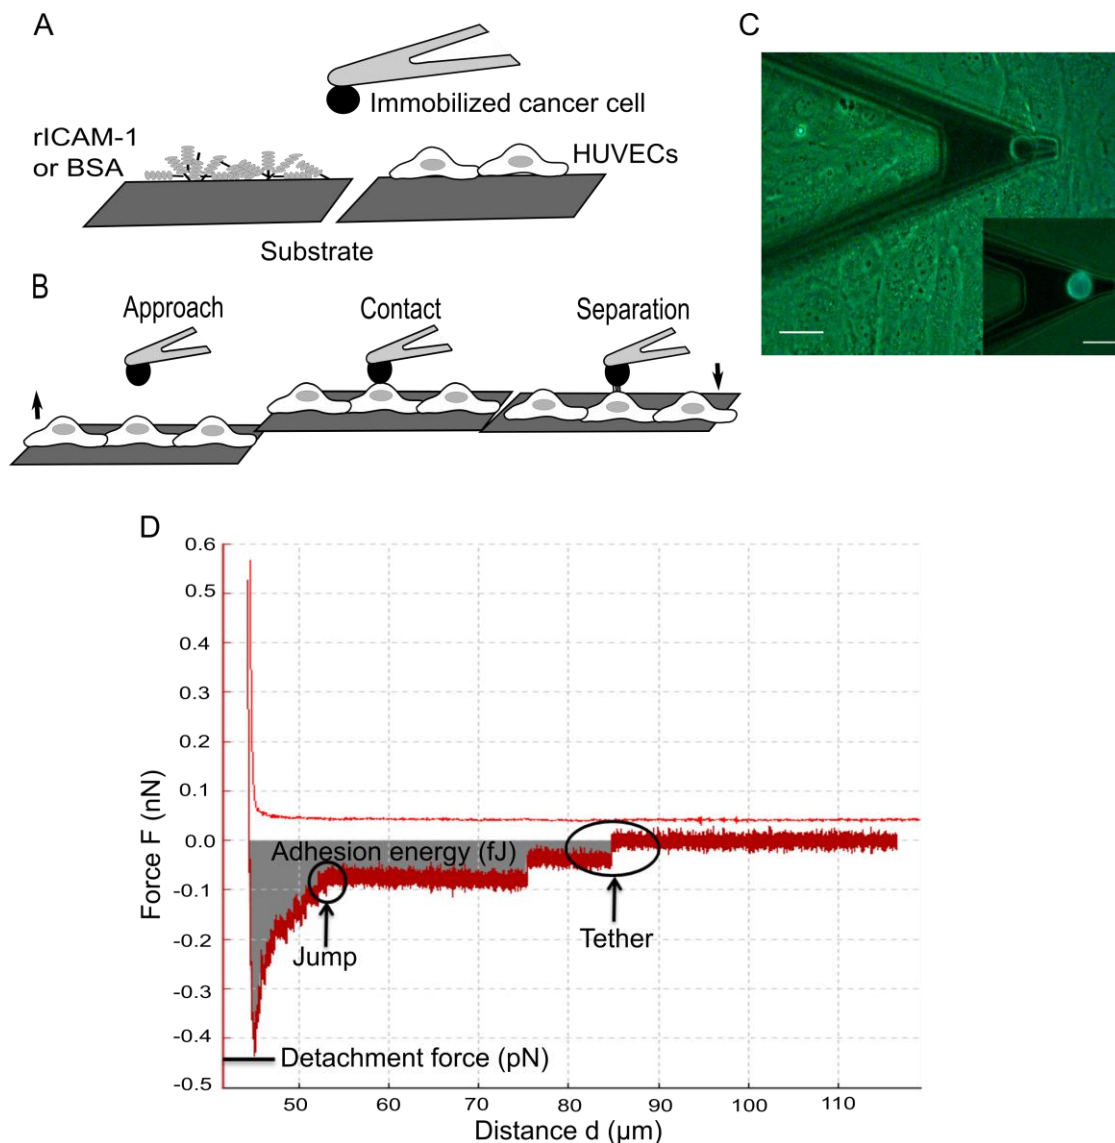 A
Immobilized cancer cell
rICAM-1
or BSA
HUVECs
Substrate
B
Approach
Contact
Separation
C
D
Force F (nN)
0.6
0.5
0.4
0.3
0.2
0.1
0.0
-0.1
-0.2
-0.3
-0.4
-0.5
Adhesion energy (fJ)
Jump
Tether
Detachment force (pN)
50 60 70 80 90 100 110
Distance d (µm)